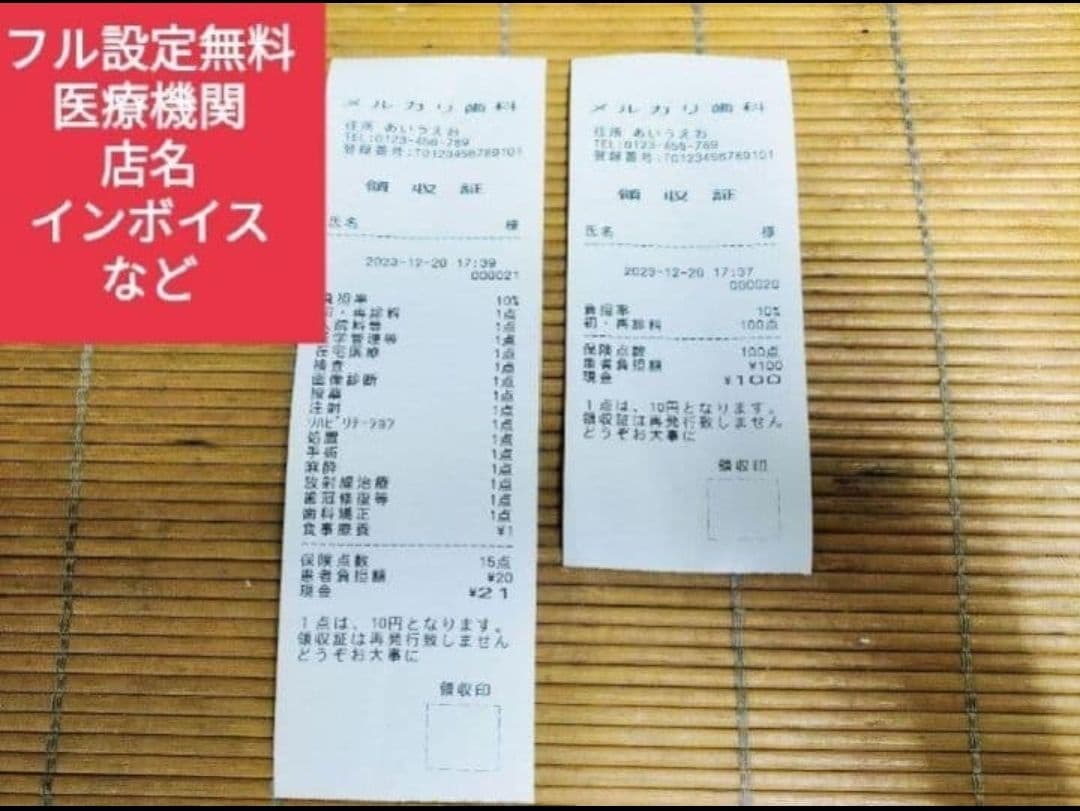 フル設定無料
医療機関
店名
インボイス
など
メルカリ歯科
住所 あいうえお
TEL:0123-456-789
登録番号:T0123456789101
領 収 証
氏名 様
2023-12-20 17:39
000021
負担率 10%
初・再診料 1点
入院料等 1点
医学管理等 1点
在宅医療 1点
検査 1点
画像診断 1点
投薬 1点
注射 1点
リハビリテーション 1点
処置 1点
手術 1点
麻酔 1点
放射線治療 1点
歯冠修復等 1点
歯科矯正 1点
食事療養 ¥1
保険点数 15点
患者負担額 ¥20
現金 ¥21
1点は、10円となります。
領収証は再発行致しません
どうぞお大事に
領収印
メルカリ歯科
住所 あいうえお
TEL:0123-456-789
登録番号:T0123456789101
領 収 証
氏名 様
2023-12-20 17:37
000020
負担率 10%
初・再診料 100点
保険点数 100点
患者負担額 ¥100
現金 ¥100
1点は、10円となります。
領収証は再発行致しません
どうぞお大事に
領収印